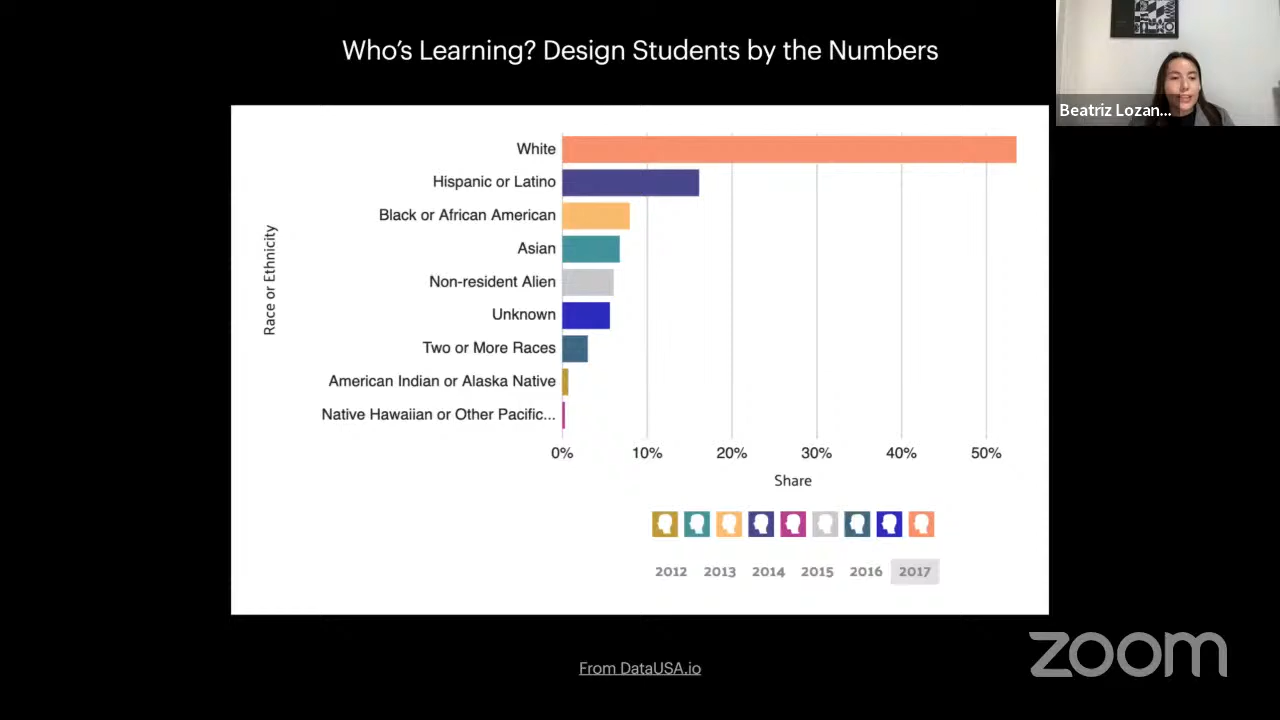 Who's Learning? Design Students by the Numbers
Beatriz Lozan...
Race or Ethnicity
White
Hispanic or Latino
Black or African American
Asian
Non-resident Alien
Unknown
Two or More Races
American Indian or Alaska Native
Native Hawaiian or Other Pacific...
0% 10% 20% 30% 40% 50%
Share
2012 2013 2014 2015 2016 2017
From DataUSA.io
zoom